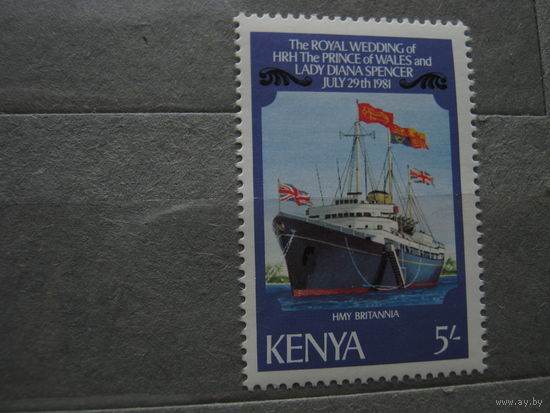 The ROYAL WEDDING of
HRH The PRINCE of WALES and
LADY DIANA SPENCER
JULY 29th 1981
HMY BRITANNIA
KENYA 5/-
www.ay.by